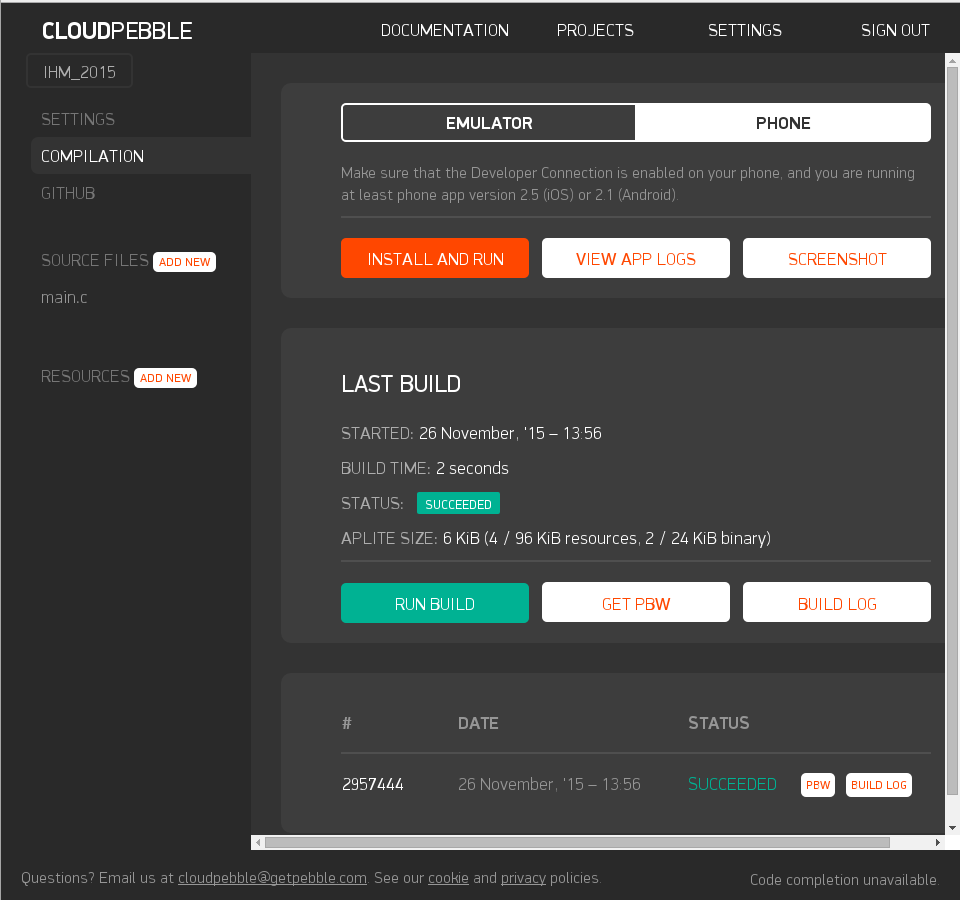 CLOUDPEBBLE DOCUMENTATION PROJECTS SETTINGS SIGN OUT
IHM_2015
SETTINGS
COMPILATION
GITHUB
SOURCE FILES ADD NEW
main.c
RESOURCES ADD NEW
EMULATOR PHONE
Make sure that the Developer Connection is enabled on your phone, and you are running
at least phone app version 2.5 (iOS) or 2.1 (Android).
INSTALL AND RUN VIEW APP LOGS SCREENSHOT
LAST BUILD
STARTED: 26 November, '15 – 13:56
BUILD TIME: 2 seconds
STATUS: SUCCEEDED
APLITE SIZE: 6 KiB (4 / 96 KiB resources, 2 / 24 KiB binary)
RUN BUILD GET PBW BUILD LOG
# DATE STATUS
2957444 26 November, '15 – 13:56 SUCCEEDED PBW BUILD LOG
Questions? Email us at cloudpebble@getpebble.com. See our cookie and privacy policies.
Code completion unavailable.